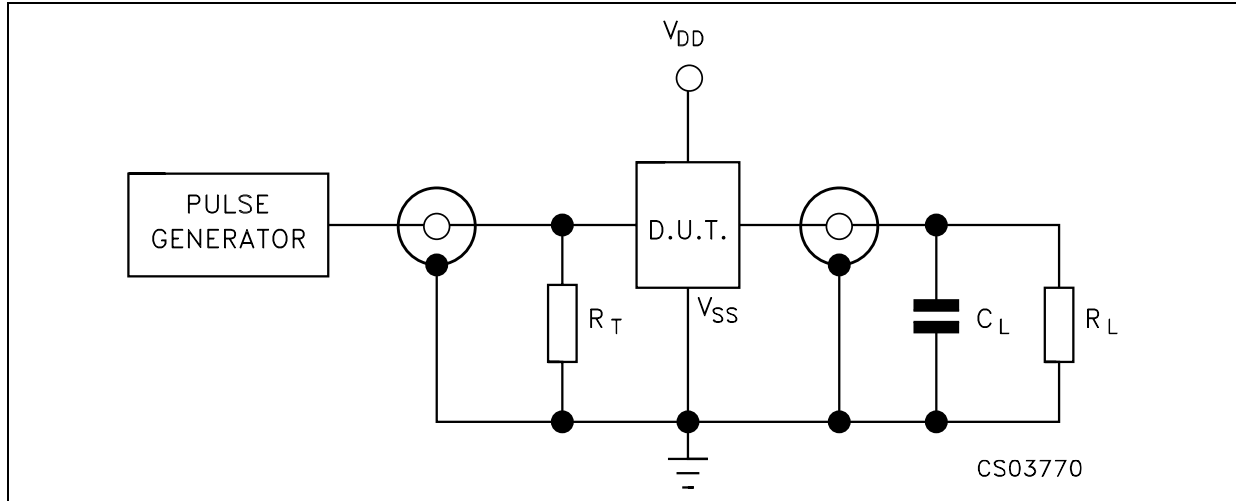 VDD
PULSE
GENERATOR
D.U.T.
RT
VSS
CL
RL
CS03770